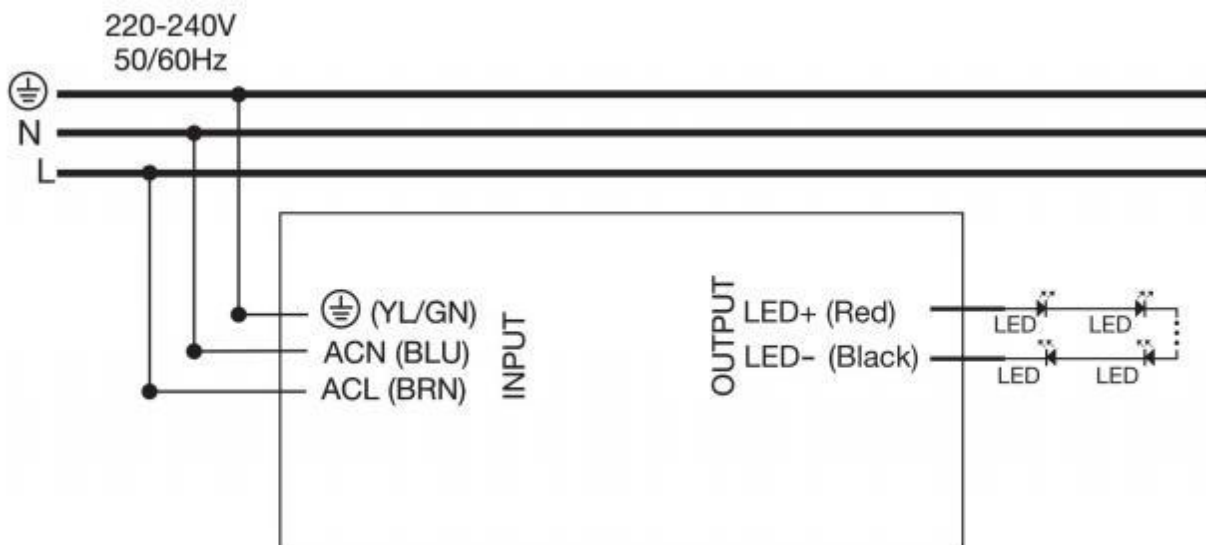 220-240V
50/60Hz
N
L
(YL/GN)
ACN (BLU)
ACL (BRN)
INPUT
OUTPUT
LED+ (Red)
LED- (Black)
LED
LED
LED
LED